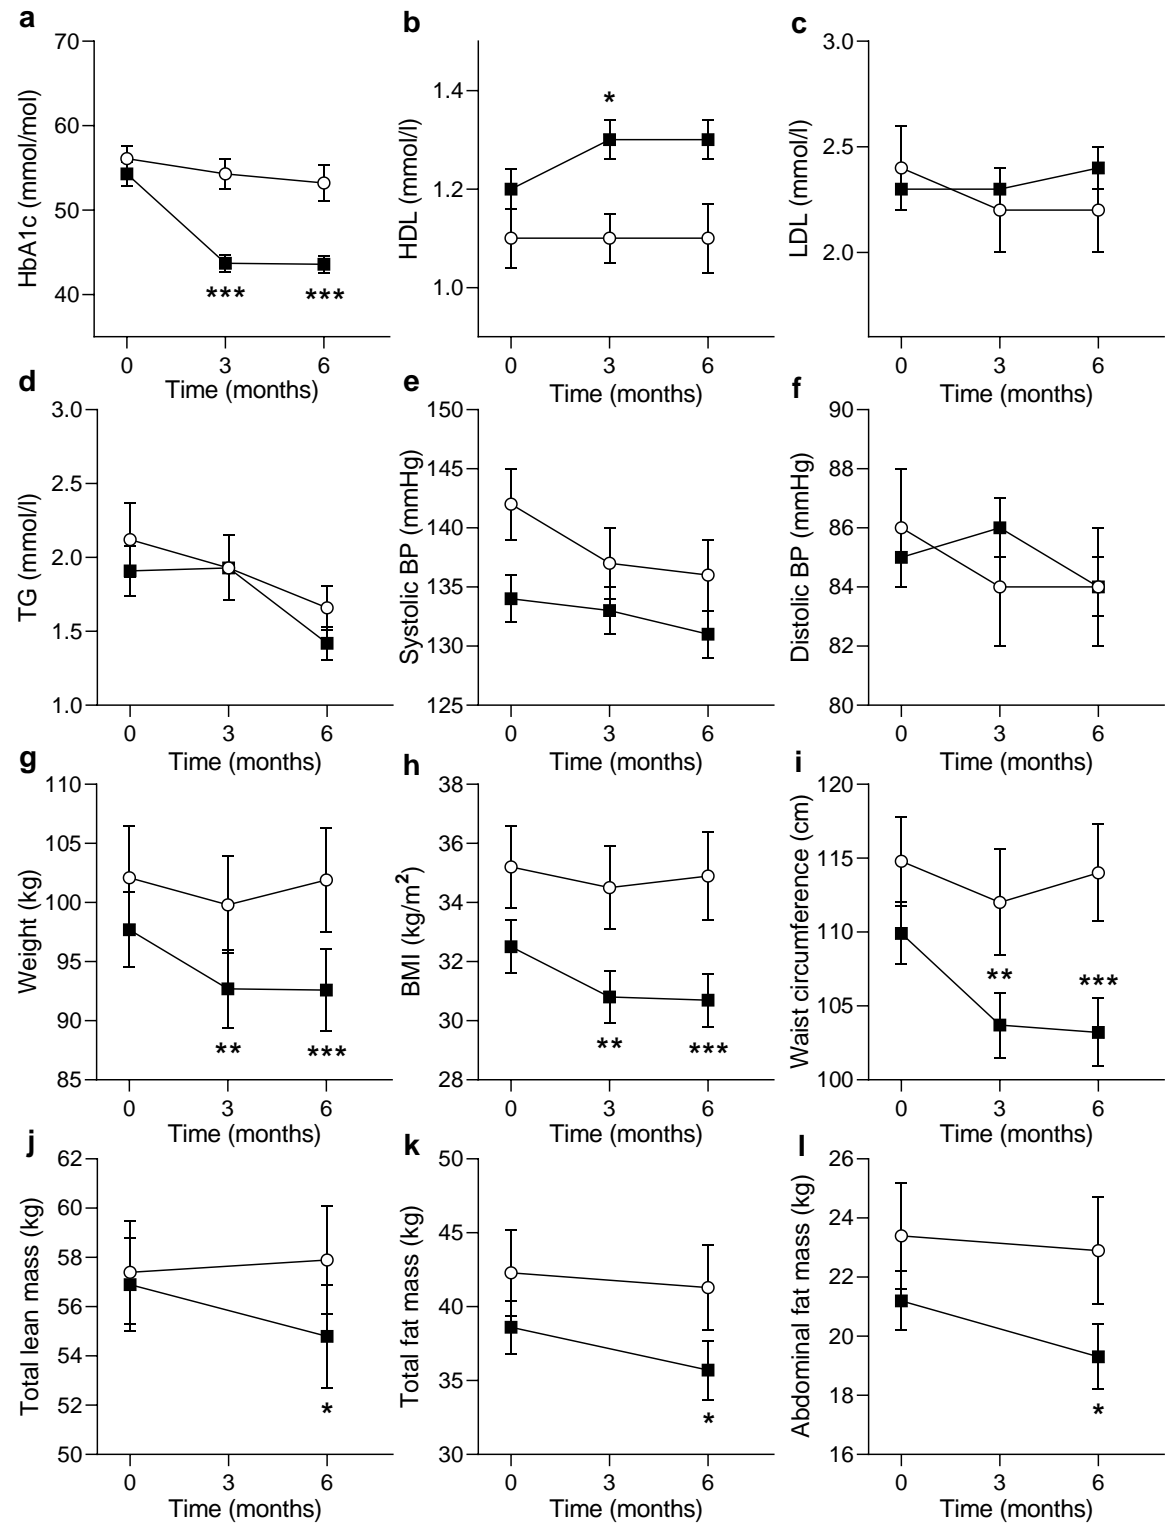 a
70
60
50
40
HbA1c (mmol/mol)
***
***
0 3 6
Time (months)
b
1.4
1.2
1.0
HDL (mmol/l)
*
0 3 6
Time (months)
c
3.0
2.5
2.0
LDL (mmol/l)
0 3 6
Time (months)
d
3.0
2.5
2.0
1.5
1.0
TG (mmol/l)
0 3 6
Time (months)
e
150
145
140
135
130
125
Systolic BP (mmHg)
0 3 6
Time (months)
f
90
88
86
84
82
80
Distolic BP (mmHg)
0 3 6
Time (months)
g
110
105
100
95
90
85
Weight (kg)
**
***
0 3 6
Time (months)
h
38
36
34
32
30
28
BMI (kg/m²)
**
***
0 3 6
Time (months)
i
120
115
110
105
100
Waist circumference (cm)
**
***
0 3 6
Time (months)
j
62
60
58
56
54
52
50
Total lean mass (kg)
*
0 3 6
Time (months)
k
50
45
40
35
30
Total fat mass (kg)
*
0 3 6
Time (months)
l
26
24
22
20
18
16
Abdominal fat mass (kg)
*
0 3 6
Time (months)